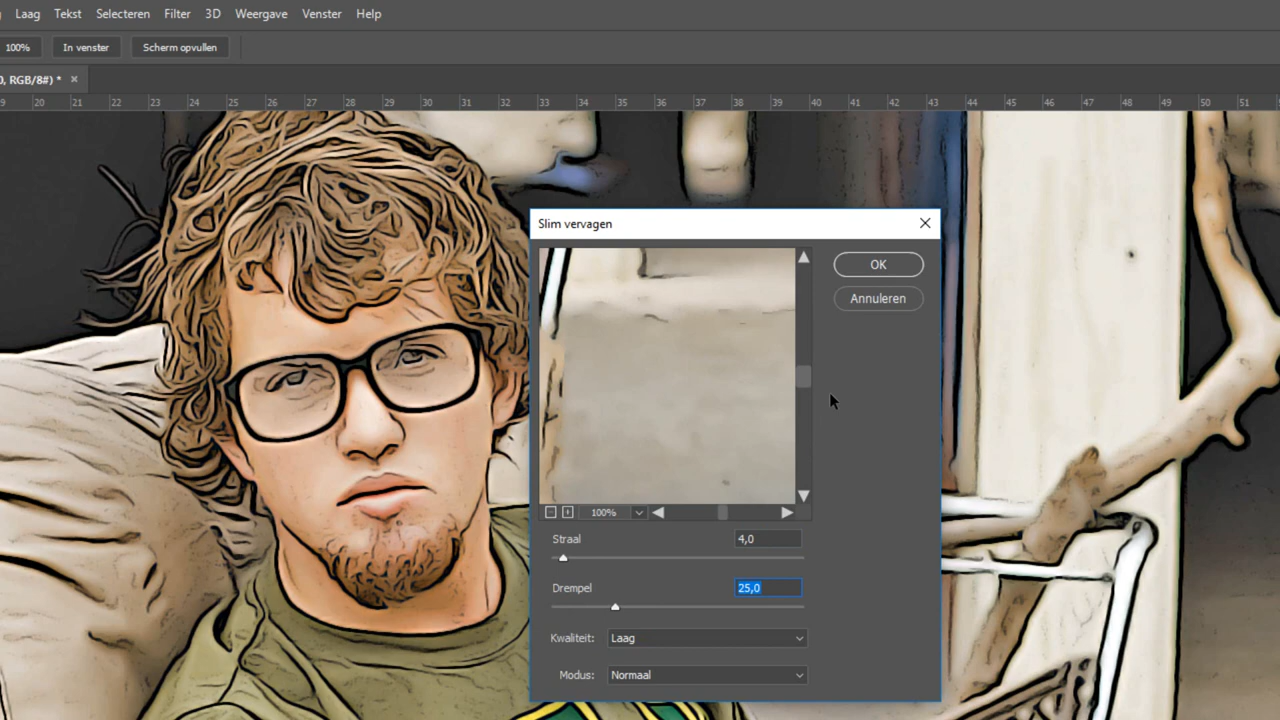 Laag Tekst Selecteren Filter 3D Weergave Venster Help
100% In venster Scherm opvullen
0, RGB/8#) * ×
9 20 21 22 23 24 25 26 27 28 29 30 31 32 33 34 35 36 37 38 39 40 41 42 43 44 45 46 47 48 49 50 51
Slim vervagen
OK
Annuleren
100%
Straal 4,0
Drempel 25,0
Kwaliteit: Laag
Modus: Normaal